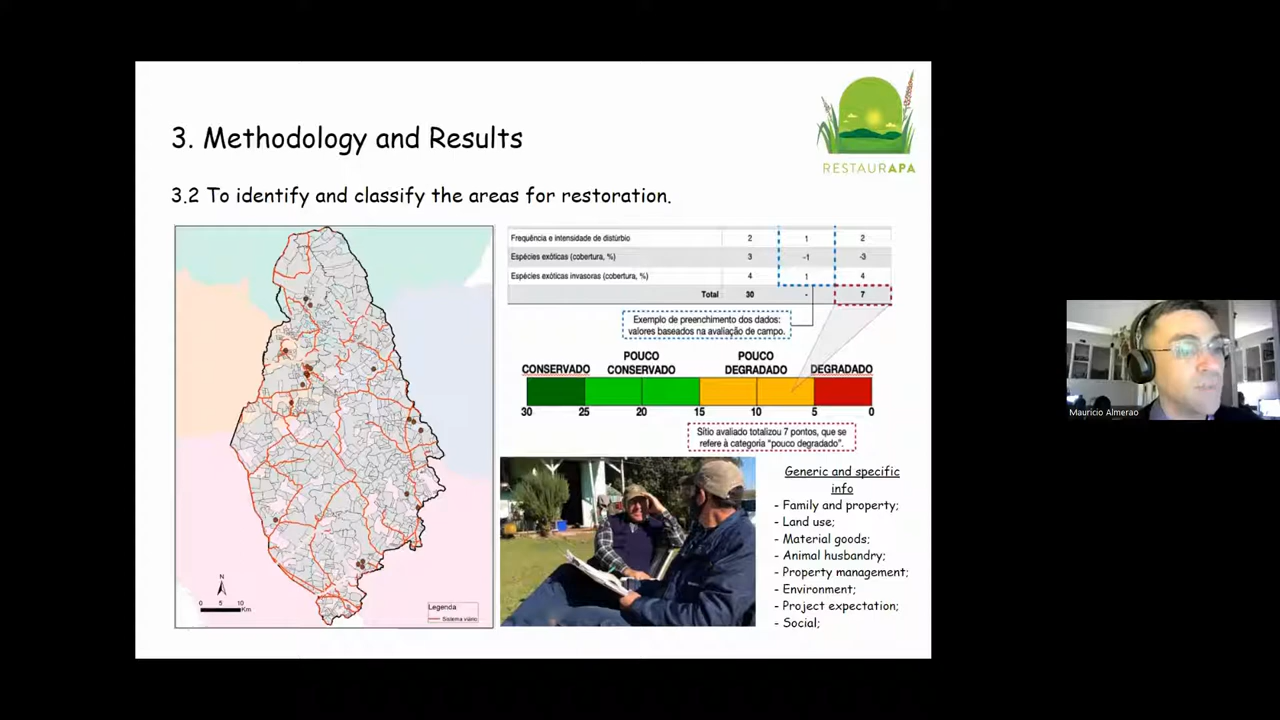 3. Methodology and Results
RESTAURAPA
3.2 To identify and classify the areas for restoration.
Frequência e intensidade de distúrbio 2 1 2
Espécies exóticas (cobertura, %) 3 -1 -3
Espécies exóticas invasoras (cobertura, %) 4 1 4
Total 30 - 7
Exemplo de preenchimento dos dados:
valores baseados na avaliação de campo.
CONSERVADO POUCO CONSERVADO POUCO DEGRADADO DEGRADADO
30 25 20 15 10 5 0
Sítio avaliado totalizou 7 pontos, que se
refere à categoria "pouco degradado".
N
0 5 10
Km
Legenda
Sistema viário
Generic and specific
info
- Family and property;
- Land use;
- Material goods;
- Animal husbandry;
- Property management;
- Environment;
- Project expectation;
- Social;
Mauricio Almerao